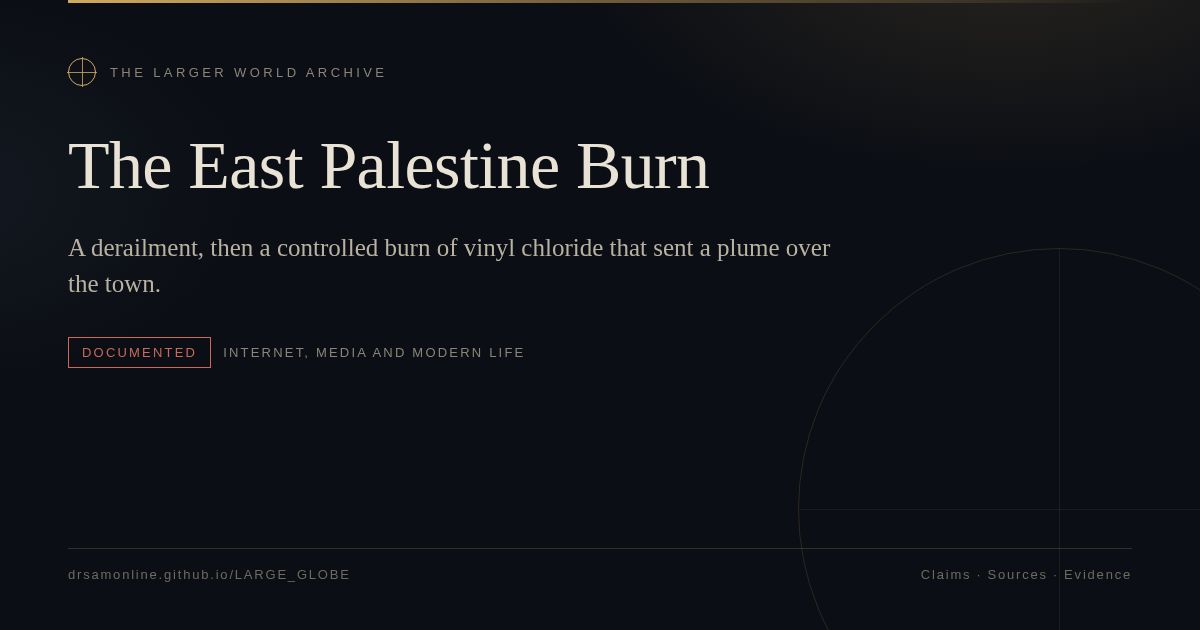 THE LARGER WORLD ARCHIVE
The East Palestine Burn
A derailment, then a controlled burn of vinyl chloride that sent a plume over
the town.
DOCUMENTED INTERNET, MEDIA AND MODERN LIFE
drsamonline.github.io/LARGE_GLOBE
Claims · Sources · Evidence